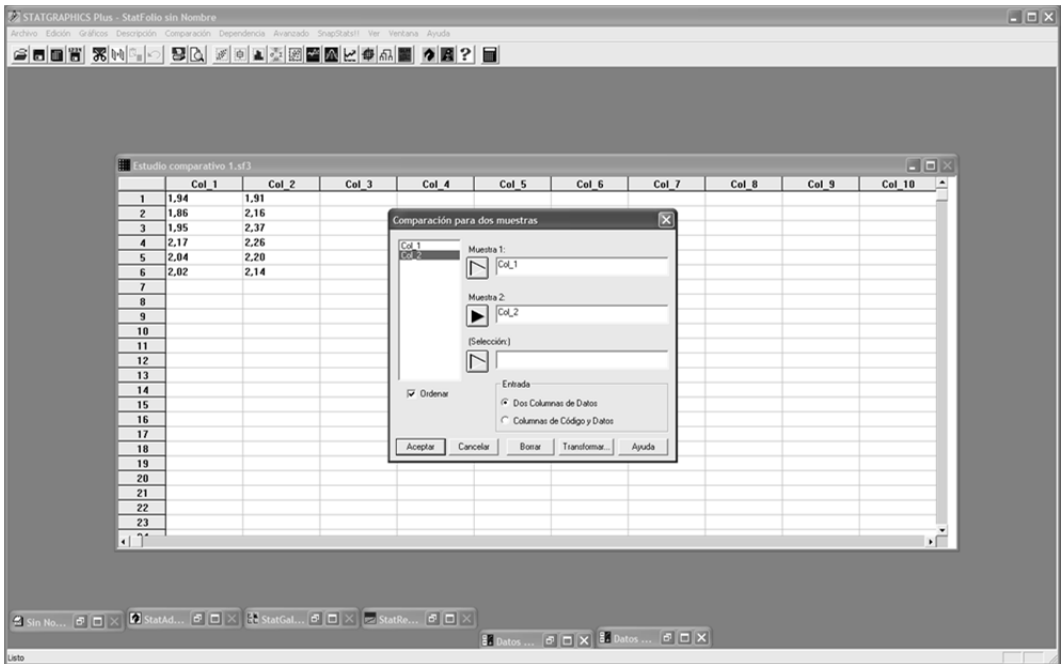 STATGRAPHICS Plus - StatFolio sin Nombre
Archivo Edición Gráficos Descripción Comparación Dependencia Avanzado SnapStats!! Ver Ventana Ayuda
Estudio comparativo 1.sf3
Col_1 Col_2 Col_3 Col_4 Col_5 Col_6 Col_7 Col_8 Col_9 Col_10
1 1,94 1,91
2 1,86 2,16
3 1,95 2,37
4 2,17 2,26
5 2,04 2,20
6 2,02 2,14
7
8
9
10
11
12
13
14
15
16
17
18
19
20
21
22
23
Comparación para dos muestras
Col_1
Col_2
Muestra 1:
Col_1
Muestra 2:
Col_2
(Selección:)
Ordenar
Entrada
Dos Columnas de Datos
Columnas de Código y Datos
Aceptar Cancelar Borrar Transformar... Ayuda
Sin No... StatAd... StatGal... StatRe...
Datos ... Datos ...
Listo